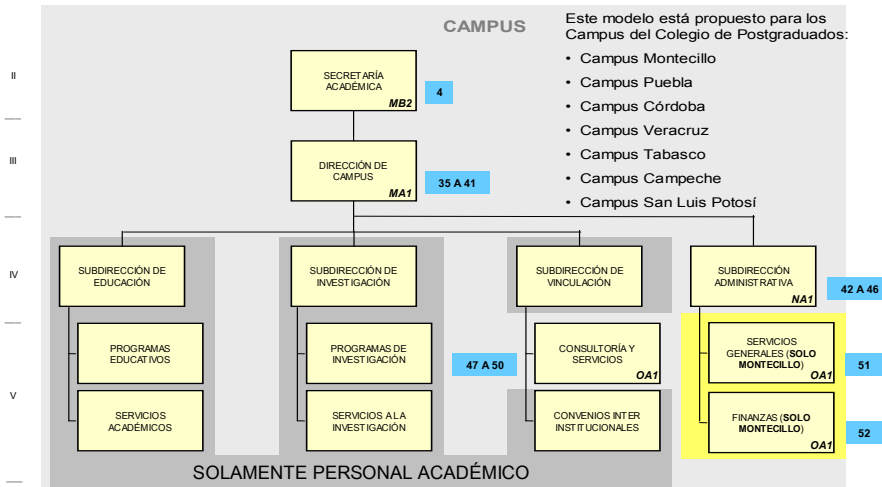 CAMPUS
Este modelo está propuesto para los
Campus del Colegio de Postgraduados:
• Campus Montecillo
• Campus Puebla
• Campus Córdoba
• Campus Veracruz
• Campus Tabasco
• Campus Campeche
• Campus San Luis Potosí
II
SECRETARÍA
ACADÉMICA
MB2
4
III
DIRECCIÓN DE
CAMPUS
MA1
35 A 41
IV
SUBDIRECCIÓN DE
EDUCACIÓN
SUBDIRECCIÓN DE
INVESTIGACIÓN
SUBDIRECCIÓN DE
VINCULACIÓN
SUBDIRECCIÓN
ADMINISTRATIVA
NA1
42 A 46
V
PROGRAMAS
EDUCATIVOS
PROGRAMAS DE
INVESTIGACIÓN
47 A 50
CONSULTORÍA Y
SERVICIOS
OA1
SERVICIOS
GENERALES (SOLO
MONTECILLO)
OA1
51
SERVICIOS
ACADÉMICOS
SERVICIOS A LA
INVESTIGACIÓN
CONVENIOS INTER
INSTITUCIONALES
FINANZAS (SOLO
MONTECILLO)
OA1
52
SOLAMENTE PERSONAL ACADÉMICO